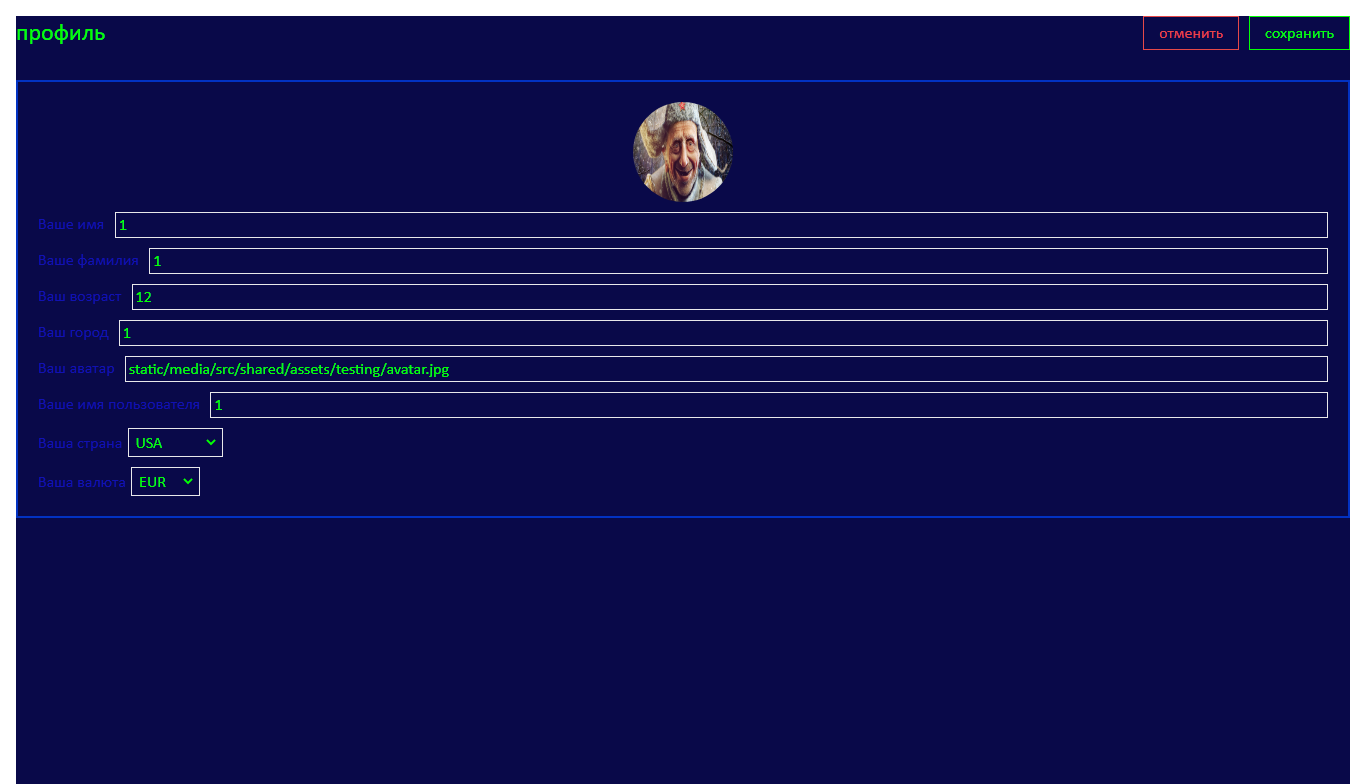 профиль
отменить
сохранить
Ваше имя 1
Ваше фамилия 1
Ваш возраст 12
Ваш город 1
Ваш аватар static/media/src/shared/assets/testing/avatar.jpg
Ваше имя пользователя 1
Ваша страна USA
Ваша валюта EUR